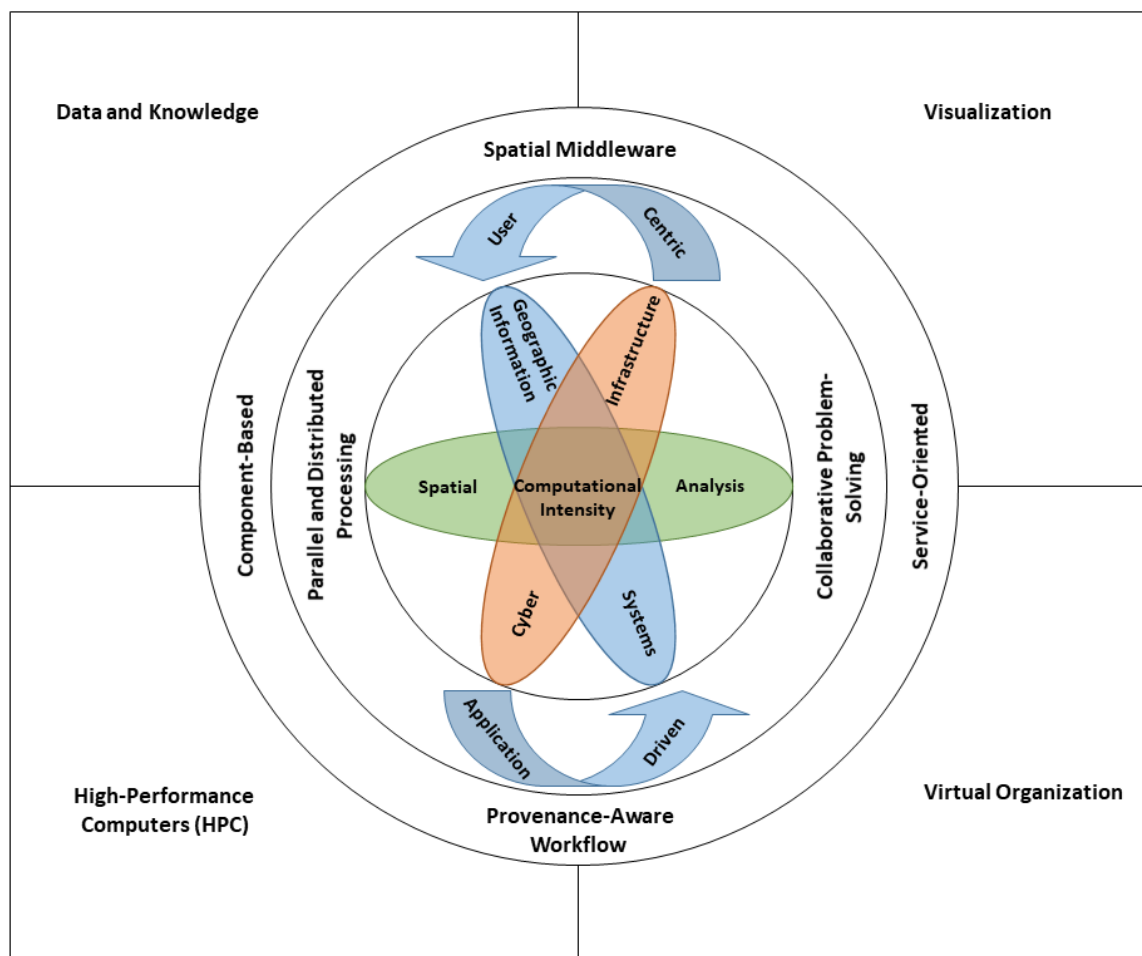 Data and Knowledge
Visualization
Spatial Middleware
User
Centric
Geographic
Information
Infrastructure
Component-Based
Parallel and Distributed
Processing
Spatial
Computational
Intensity
Analysis
Collaborative Problem-
Solving
Service-Oriented
Cyber
Systems
Application
Driven
High-Performance
Computers (HPC)
Provenance-Aware
Workflow
Virtual Organization